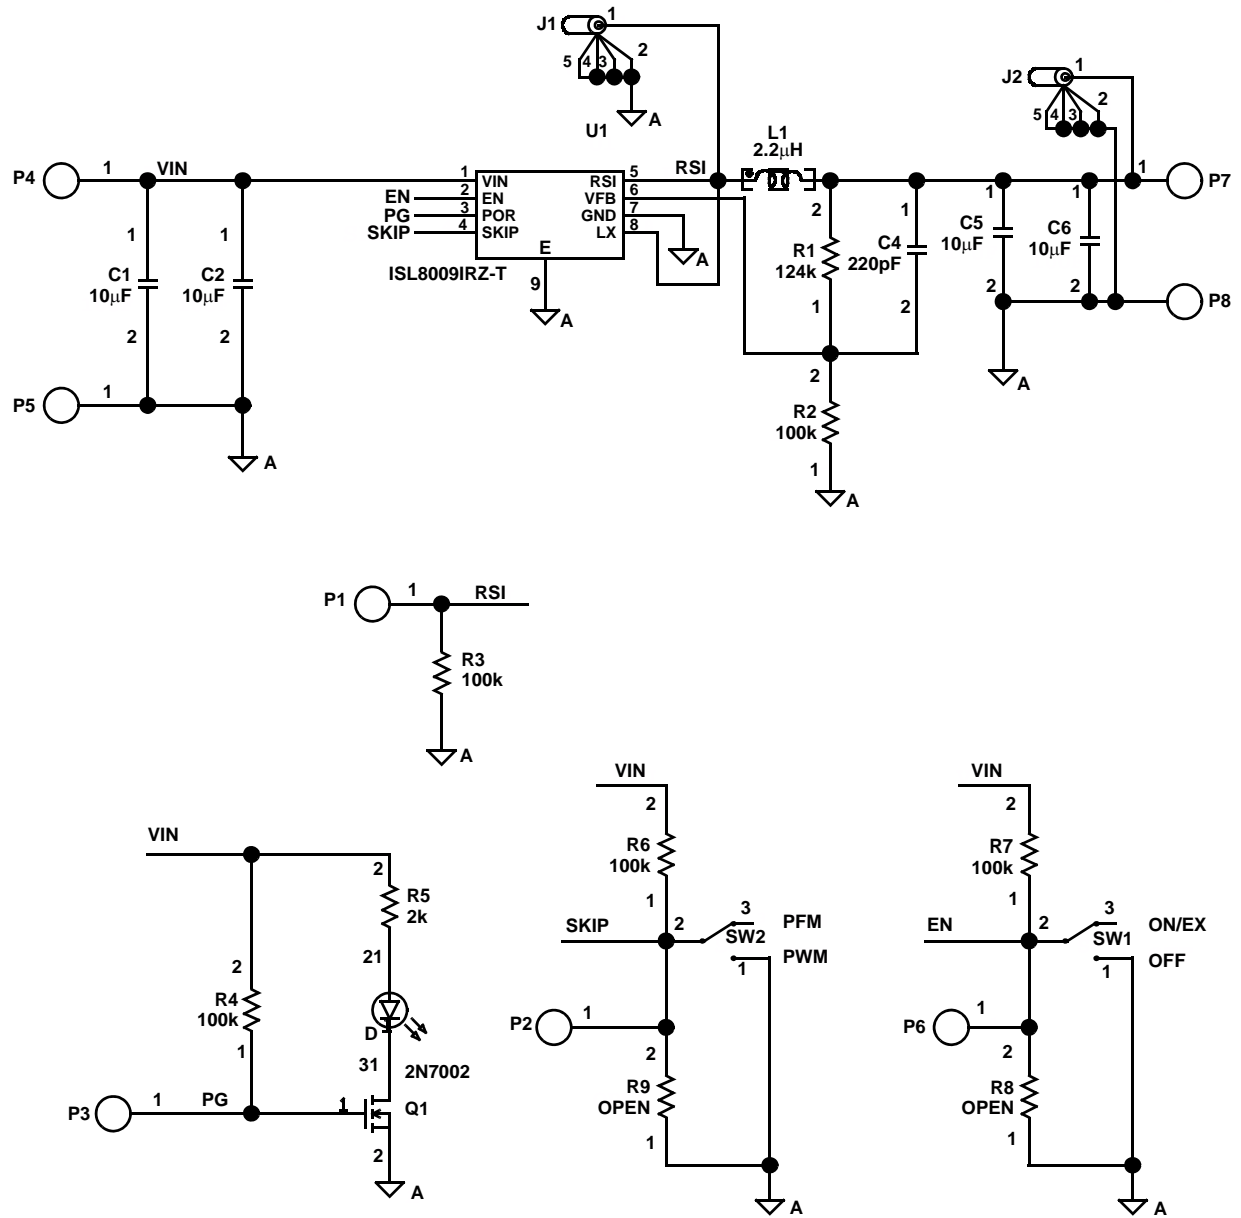 J1 1
5 4 3 2
A
U1
J2 1
5 4 3 2
L1
2.2μH
P4 1 VIN
1 VIN RSI 5 RSI
EN 2 EN VFB 6
PG 3 POR GND 7
SKIP 4 SKIP LX 8
E
ISL8009IRZ-T
9
A
A
1 P7
1 1
C1 C2
10μF 10μF
2 2
P5 1
A
2 1
R1 C4
124k 220pF
1 2
1 1
C5 C6
10μF 10μF
2 2
P8
A
2
R2
100k
1
A
P1 1 RSI
R3
100k
A
VIN
2 2
R5
2k
21
R4
100k
1
D
31 2N7002
P3 1 PG 1 Q1
2
A
VIN
2
R6
100k
1
SKIP 2 3 PFM
SW2
1 PWM
P2 1
2
R9
OPEN
1
A
VIN
2
R7
100k
1
EN 2 3 ON/EX
SW1
1 OFF
P6 1
2
R8
OPEN
1
A